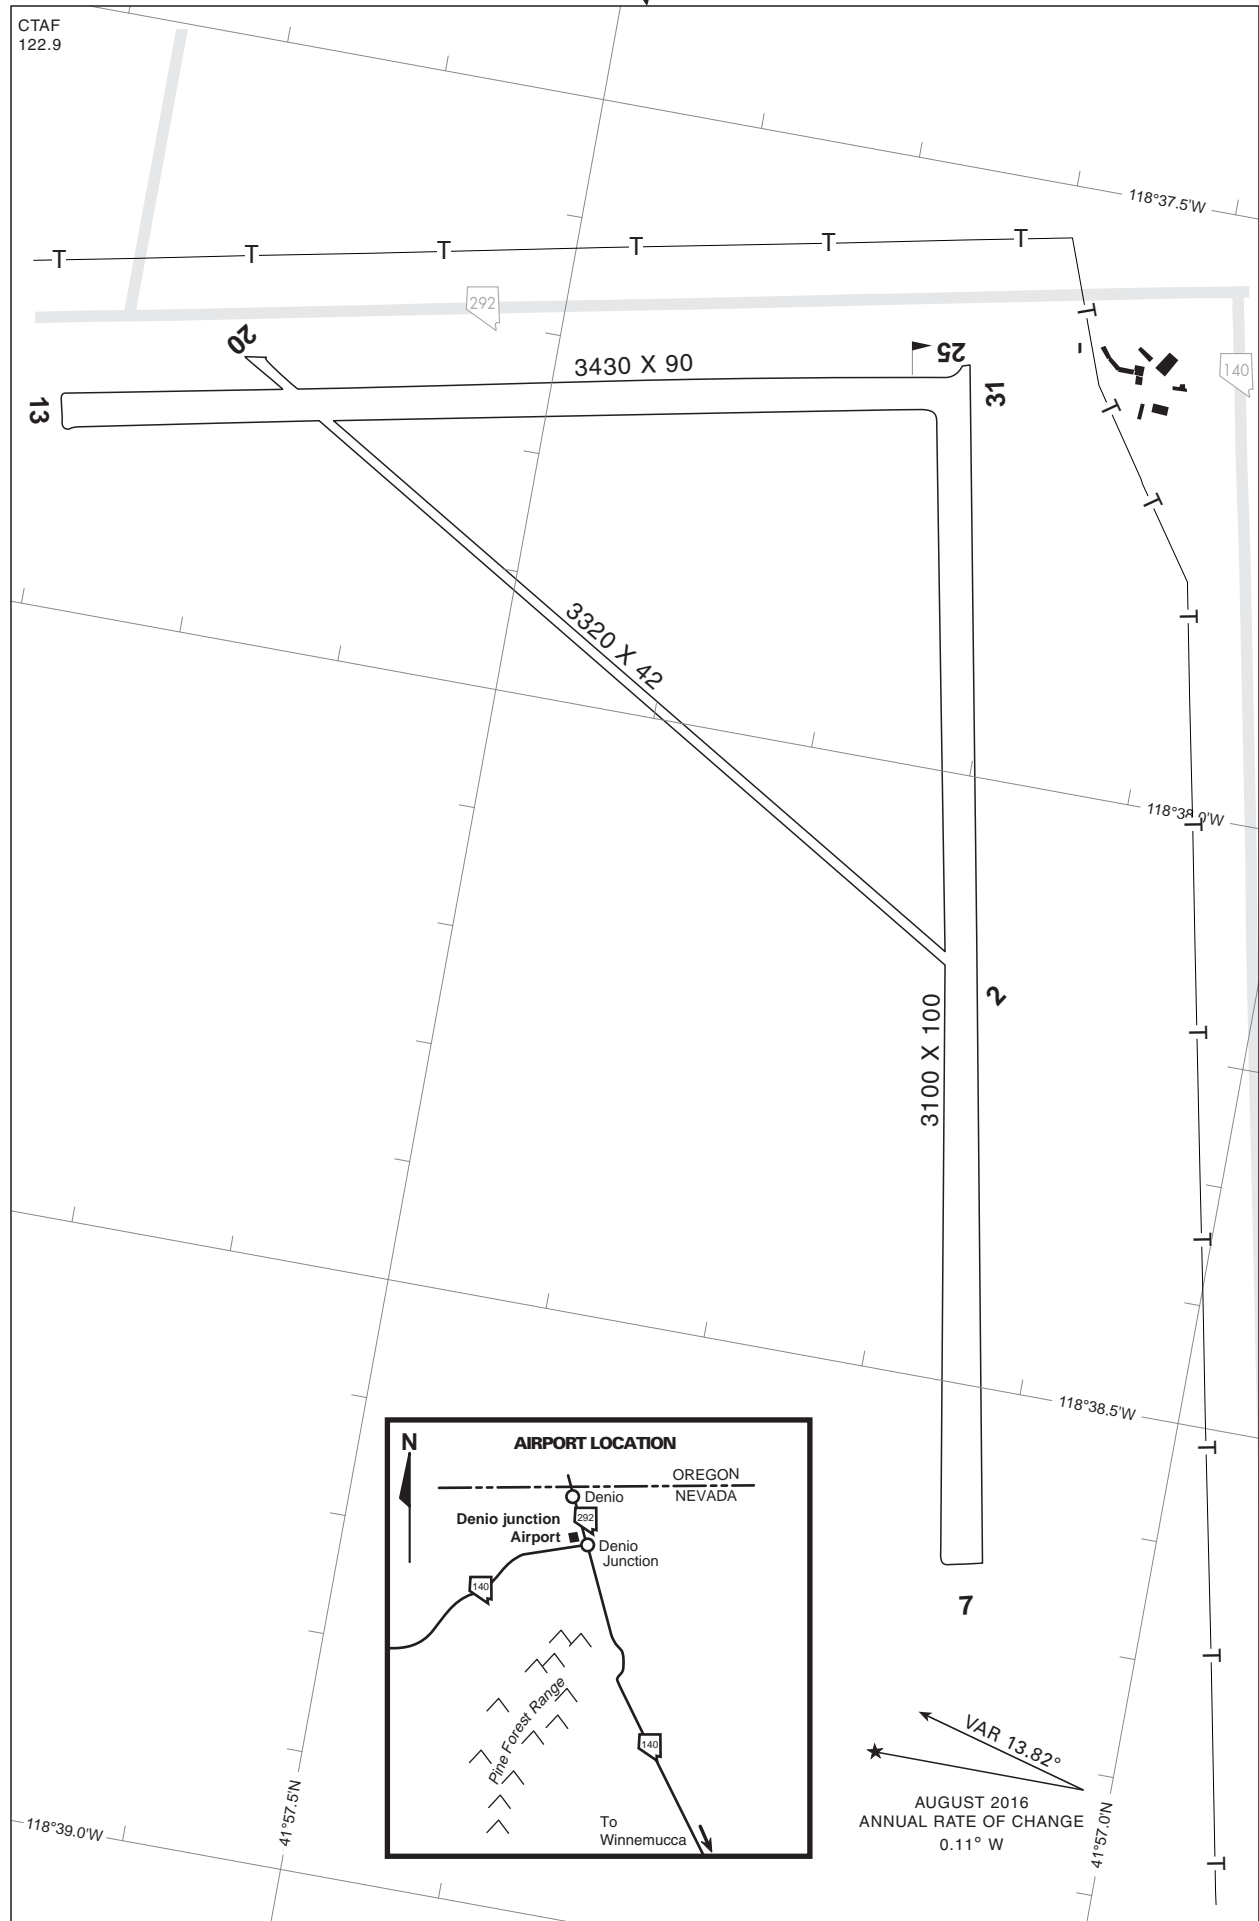 CTAF
122.9
118°37.5'W
T
T
T
T
T
T
292
T
20
3430 X 90
25
140
13
31
T
T
3320 X 42
T
118°38.0'W
T
2
3100 X 100
T
T
118°38.5'W
T
N
AIRPORT LOCATION
OREGON
NEVADA
Denio
Denio junction
Airport
292
Denio
Junction
140
7
T
Pine Forest Range
140
VAR 13.82°
To
Winnemucca
AUGUST 2016
ANNUAL RATE OF CHANGE
0.11° W
118°39.0'W
41°57.5'N
41°57.0'N
T